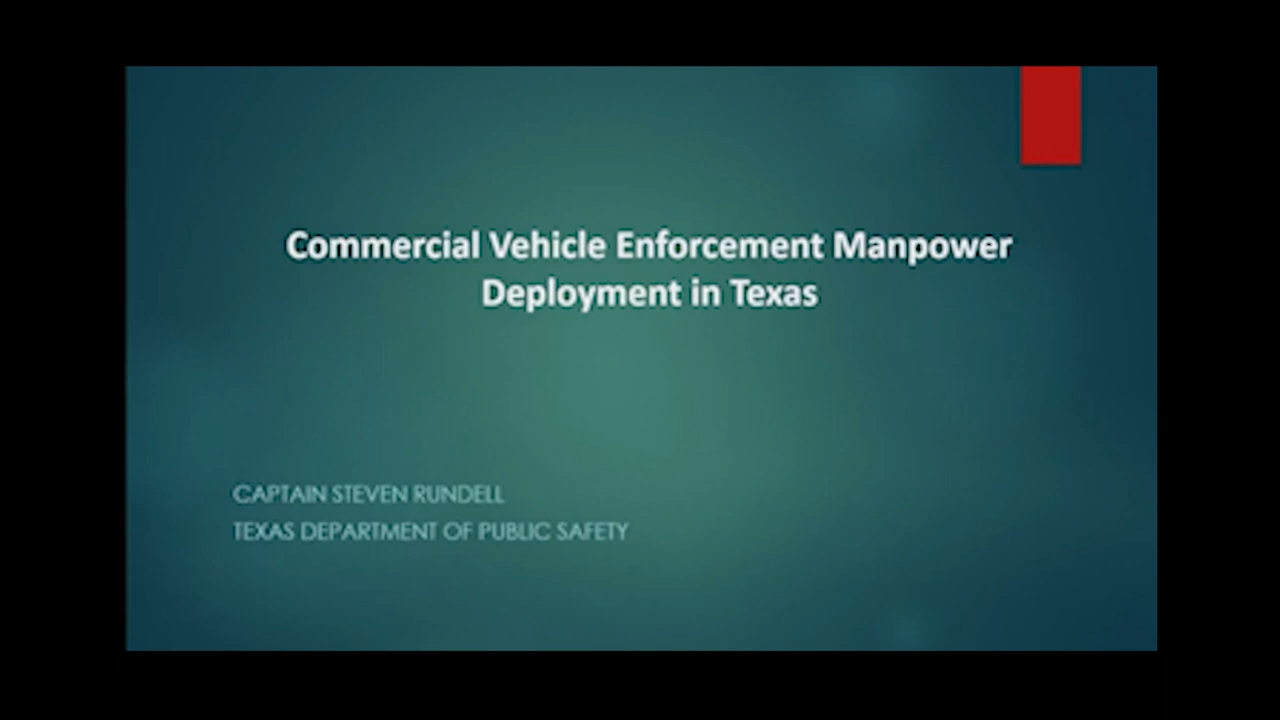 Commercial Vehicle Enforcement Manpower
Deployment in Texas
CAPTAIN STEVEN RUNDELL
TEXAS DEPARTMENT OF PUBLIC SAFETY